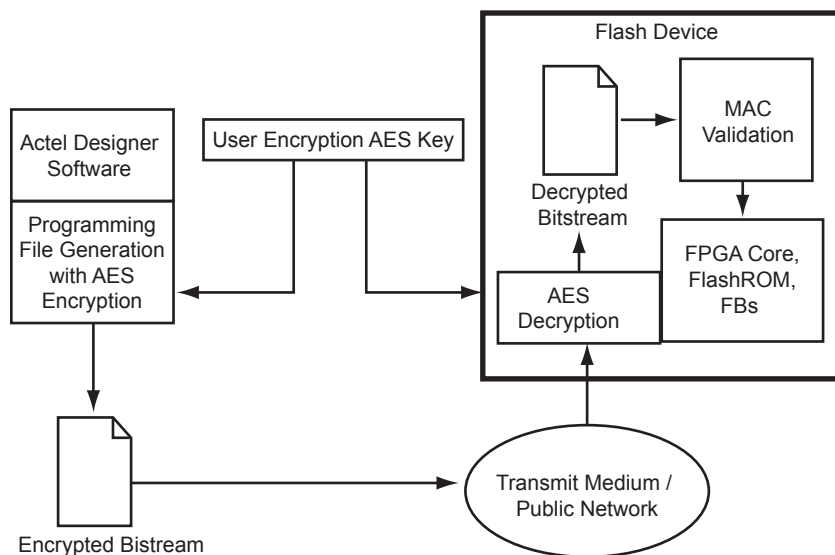 Flash Device
MAC
Validation
Actel Designer
Software
User Encryption AES Key
Decrypted
Bitstream
Programming
File Generation
with AES
Encryption
FPGA Core,
FlashROM,
FBs
AES
Decryption
Transmit Medium /
Public Network
Encrypted Bistream